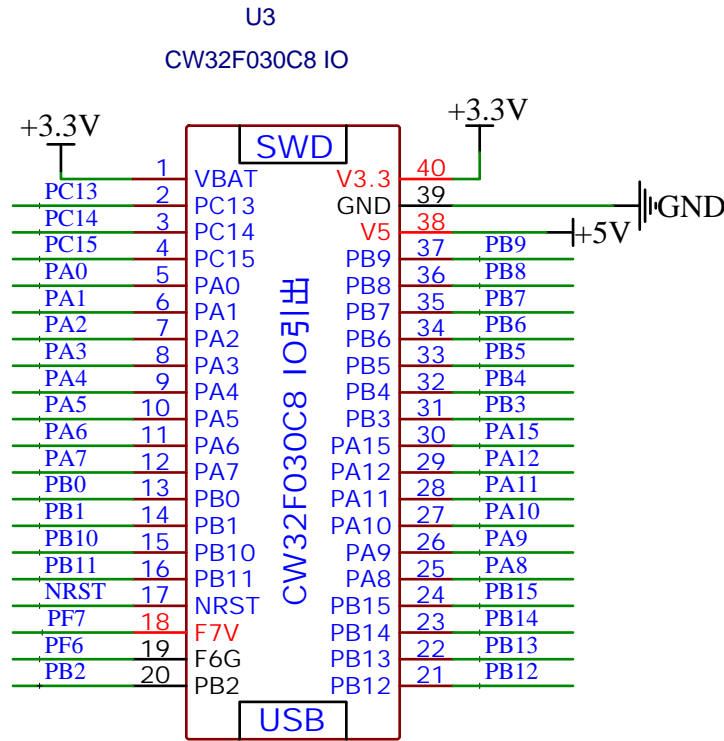 U3
CW32F030C8 IO
+3.3V
+3.3V
SWD
1 VBAT V3.3 40
PC13 2 PC13 GND 39 GND
PC14 3 PC14 V5 38 +5V
PC15 4 PC15 PB9 37 PB9
PA0 5 PA0 PB8 36 PB8
PA1 6 PA1 PB7 35 PB7
PA2 7 PA2 PB6 34 PB6
PA3 8 PA3 PB5 33 PB5
PA4 9 PA4 PB4 32 PB4
PA5 10 PA5 PB3 31 PB3
PA6 11 PA6 PA15 30 PA15
PA7 12 PA7 PA12 29 PA12
PB0 13 PB0 PA11 28 PA11
PB1 14 PB1 PA10 27 PA10
PB10 15 PB10 PA9 26 PA9
PB11 16 PB11 PA8 25 PA8
NRST 17 NRST PB15 24 PB15
PF7 18 F7V PB14 23 PB14
PF6 19 F6G PB13 22 PB13
PB2 20 PB2 PB12 21 PB12
CW32F030C8 IO引出
USB